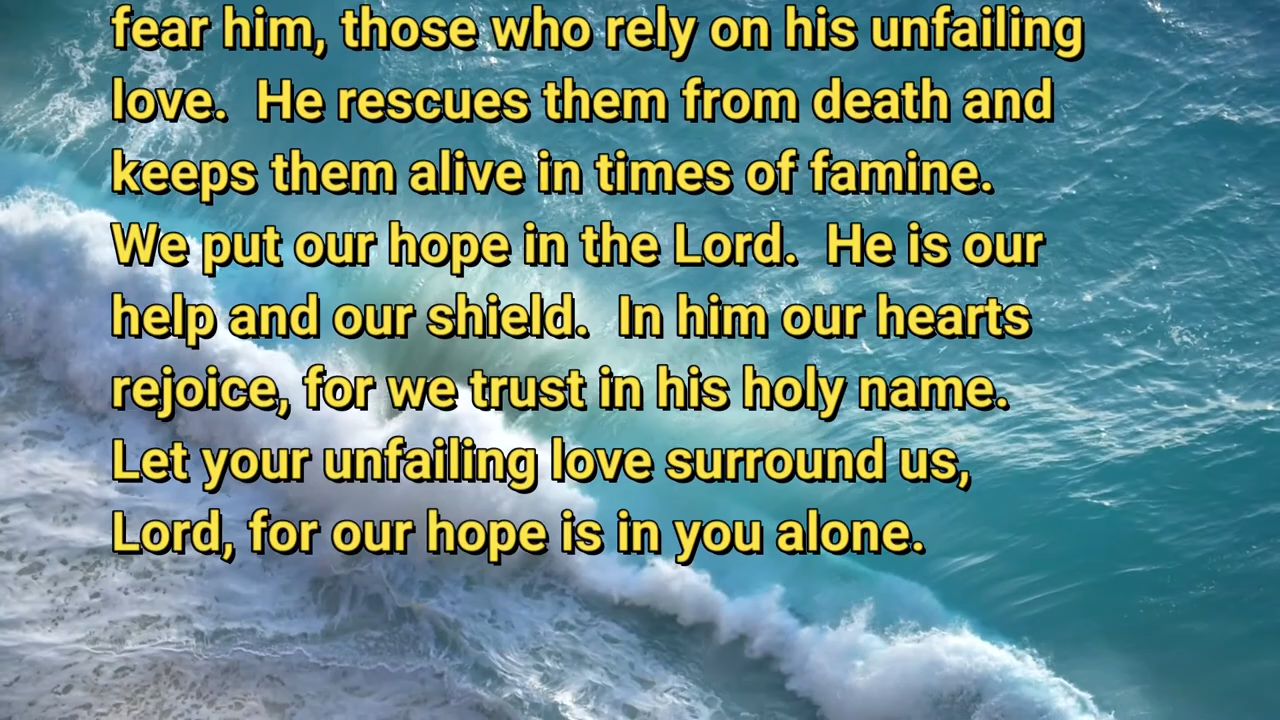 fear him, those who rely on his unfailing
love.  He rescues them from death and
keeps them alive in times of famine.
We put our hope in the Lord.  He is our
help and our shield.  In him our hearts
rejoice, for we trust in his holy name.
Let your unfailing love surround us,
Lord, for our hope is in you alone.